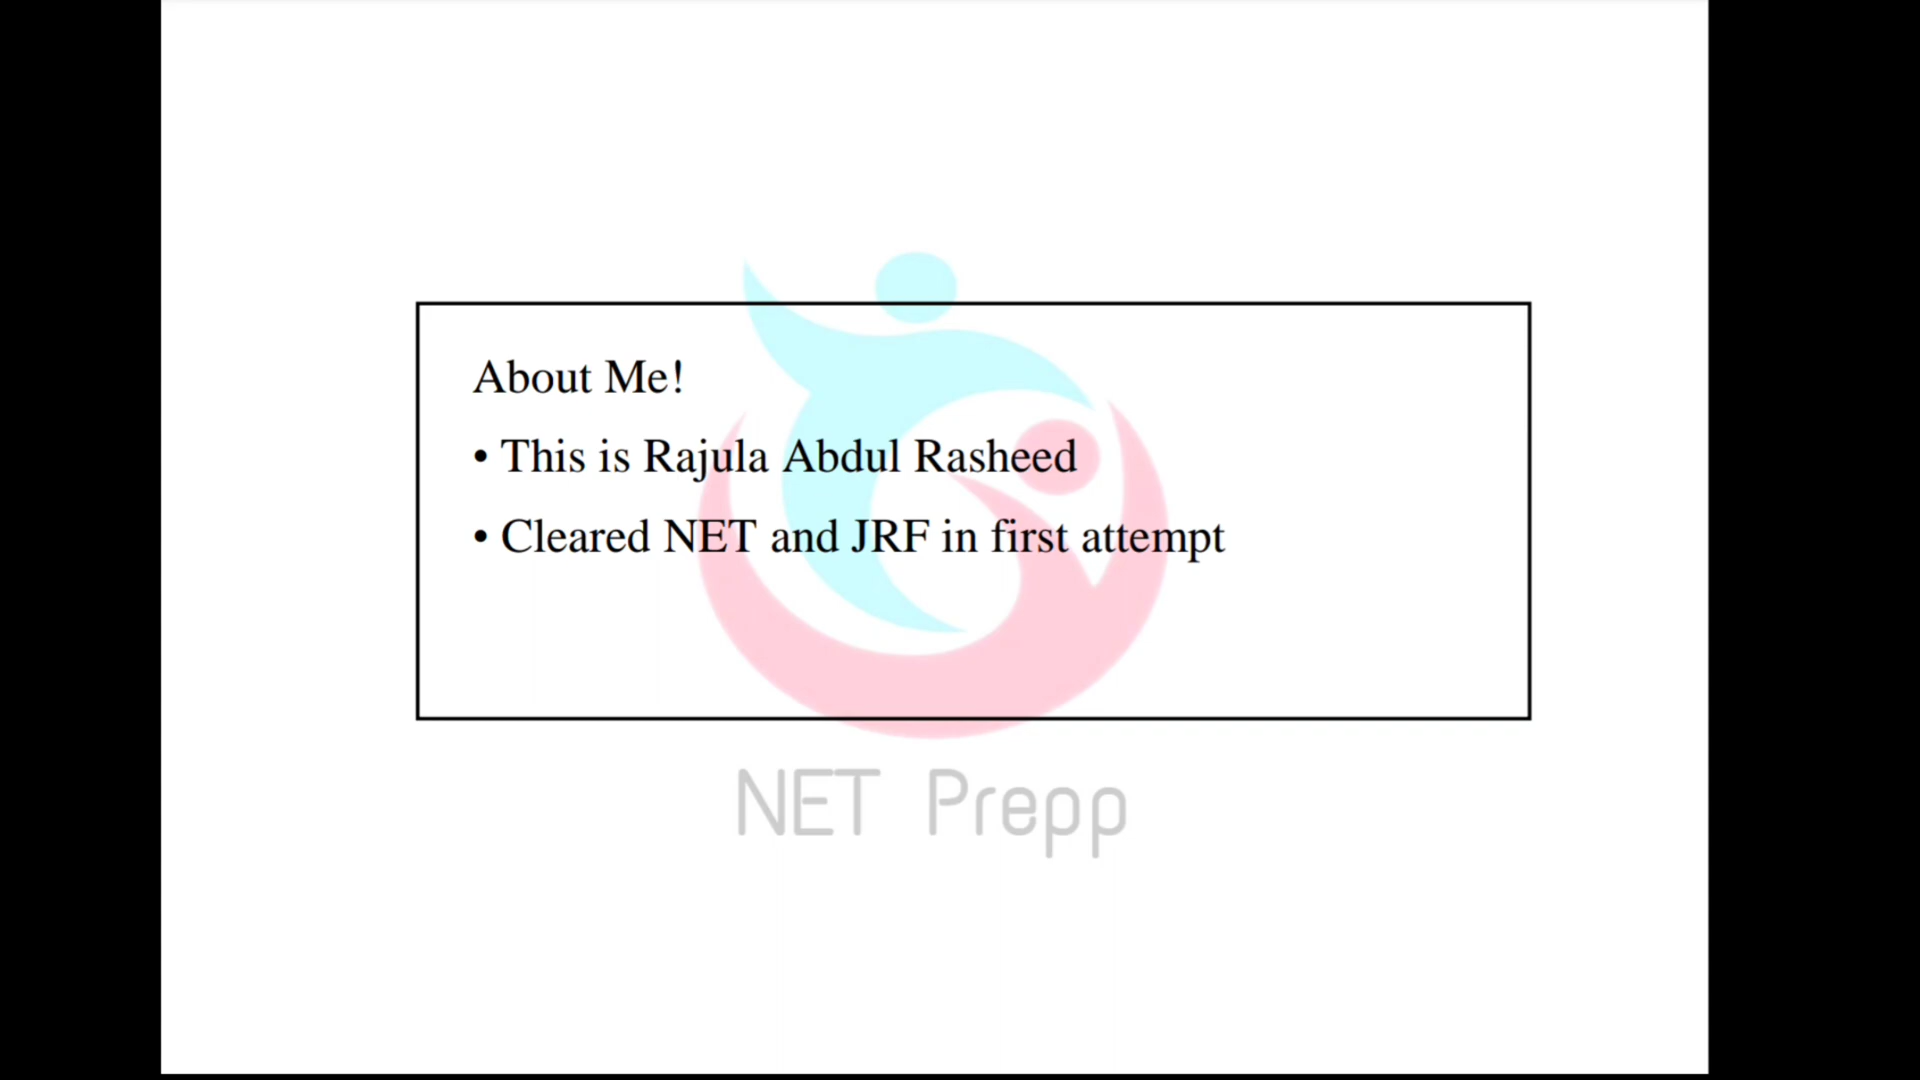 About Me!
• This is Rajula Abdul Rasheed
• Cleared NET and JRF in first attempt
NET Prepp